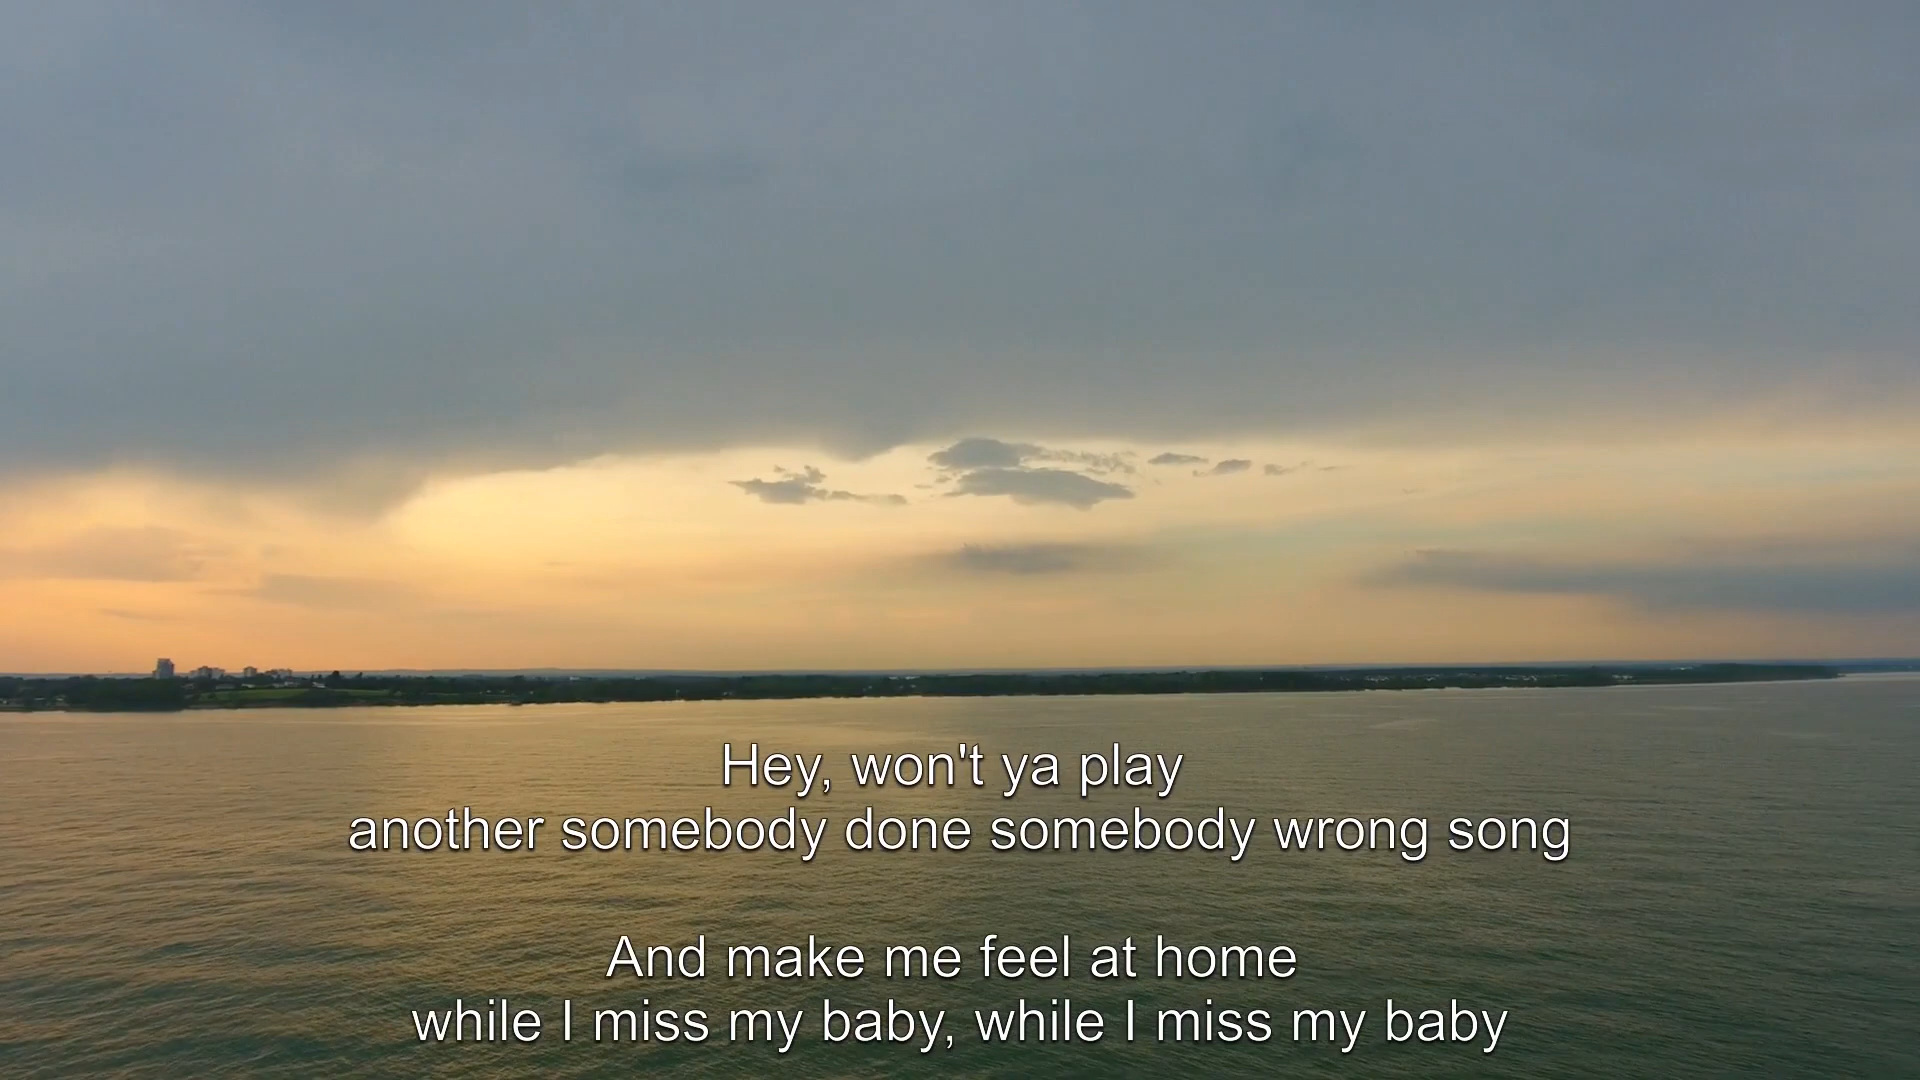 Hey, won't ya play
another somebody done somebody wrong song
And make me feel at home
while I miss my baby, while I miss my baby